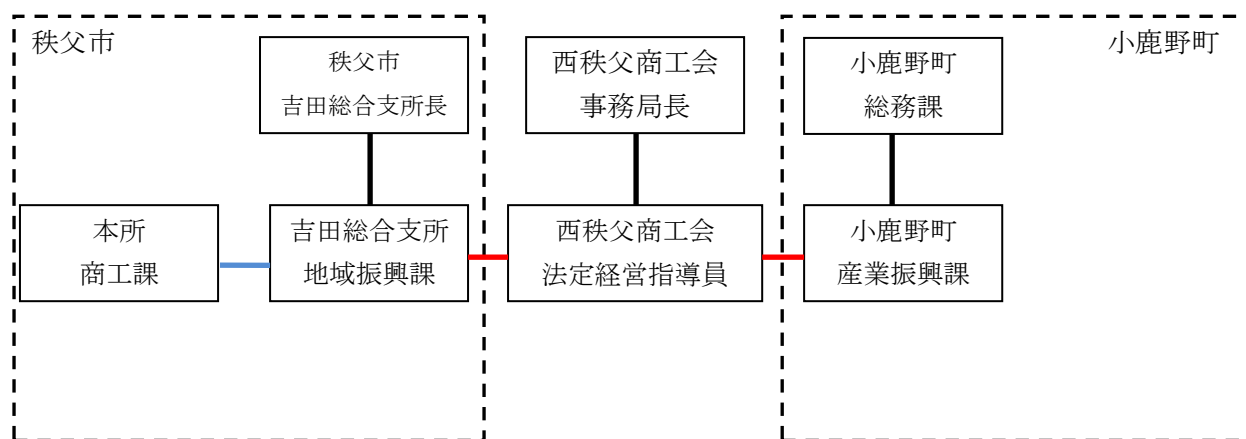 秩父市
小鹿野町
秩父市
吉田総合支所長
西秩父商工会
事務局長
小鹿野町
総務課
本所
商工課
吉田総合支所
地域振興課
西秩父商工会
法定経営指導員
小鹿野町
産業振興課